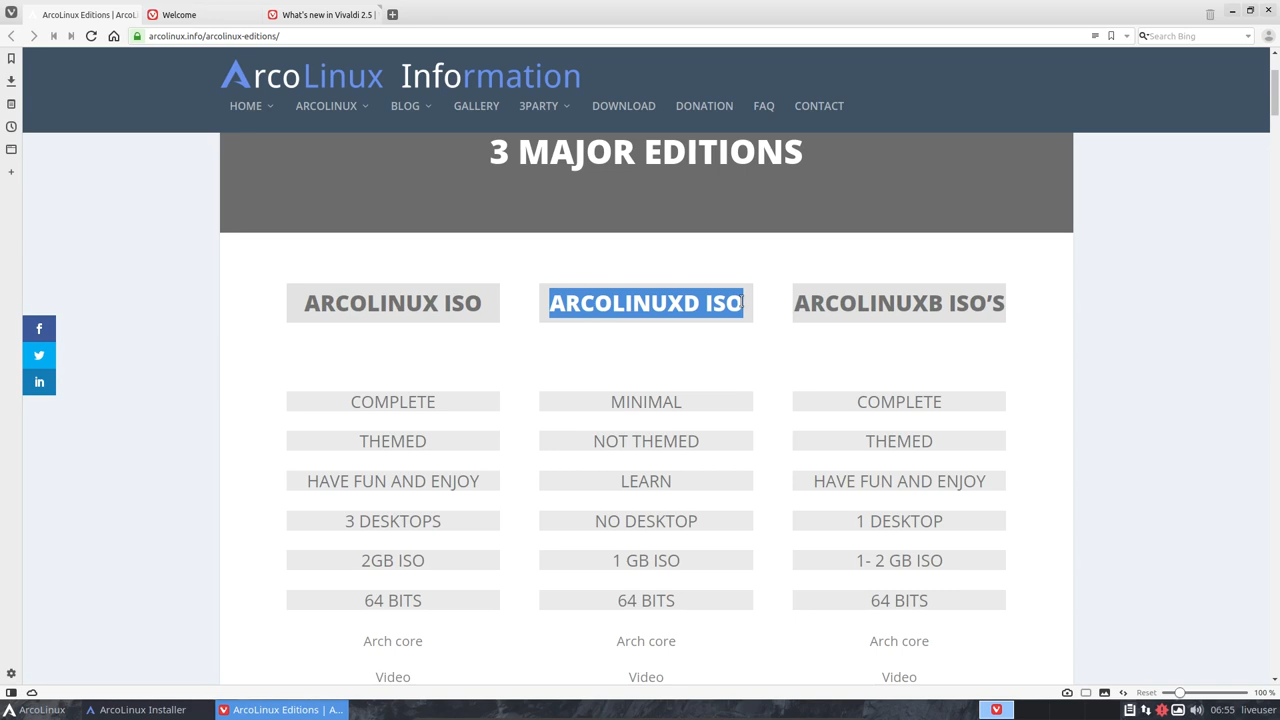 ArcoLinux Editions | ArcoL
Welcome
What's new in Vivaldi 2.5 |
arcolinux.info/arcolinux-editions/
Search Bing
ArcoLinux Information
HOME ARCOLINUX BLOG GALLERY 3PARTY DOWNLOAD DONATION FAQ CONTACT
3 MAJOR EDITIONS
ARCOLINUX ISO ARCOLINUXD ISO ARCOLINUXB ISO’S
COMPLETE MINIMAL COMPLETE
THEMED NOT THEMED THEMED
HAVE FUN AND ENJOY LEARN HAVE FUN AND ENJOY
3 DESKTOPS NO DESKTOP 1 DESKTOP
2GB ISO 1 GB ISO 1- 2 GB ISO
64 BITS 64 BITS 64 BITS
Arch core Arch core Arch core
Video Video Video
Reset 100 %
ArcoLinux ArcoLinux Installer ArcoLinux Editions | A... 06:55 liveuser